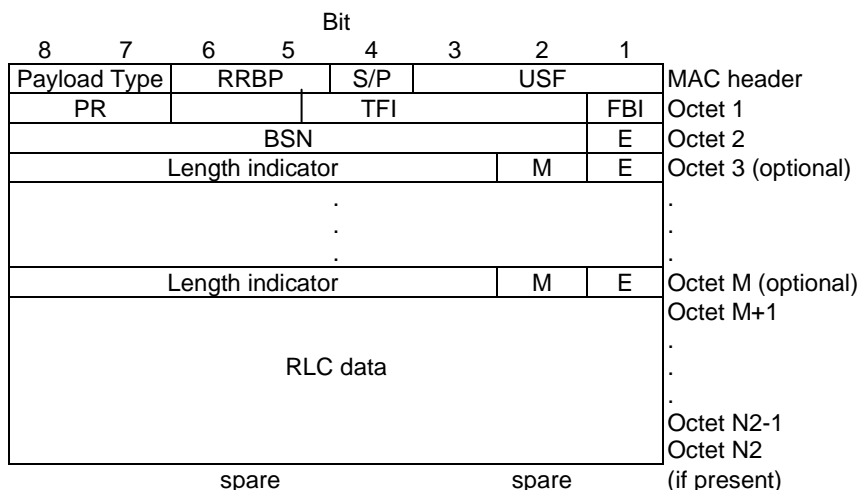 Bit
8 7 6 5 4 3 2 1
Payload Type RRBP S/P USF MAC header
PR TFI FBI Octet 1
BSN E Octet 2
Length indicator M E Octet 3 (optional)
. .
. .
.
Length indicator M E Octet M (optional)
Octet M+1
.
RLC data .
.
Octet N2-1
Octet N2
spare spare (if present)